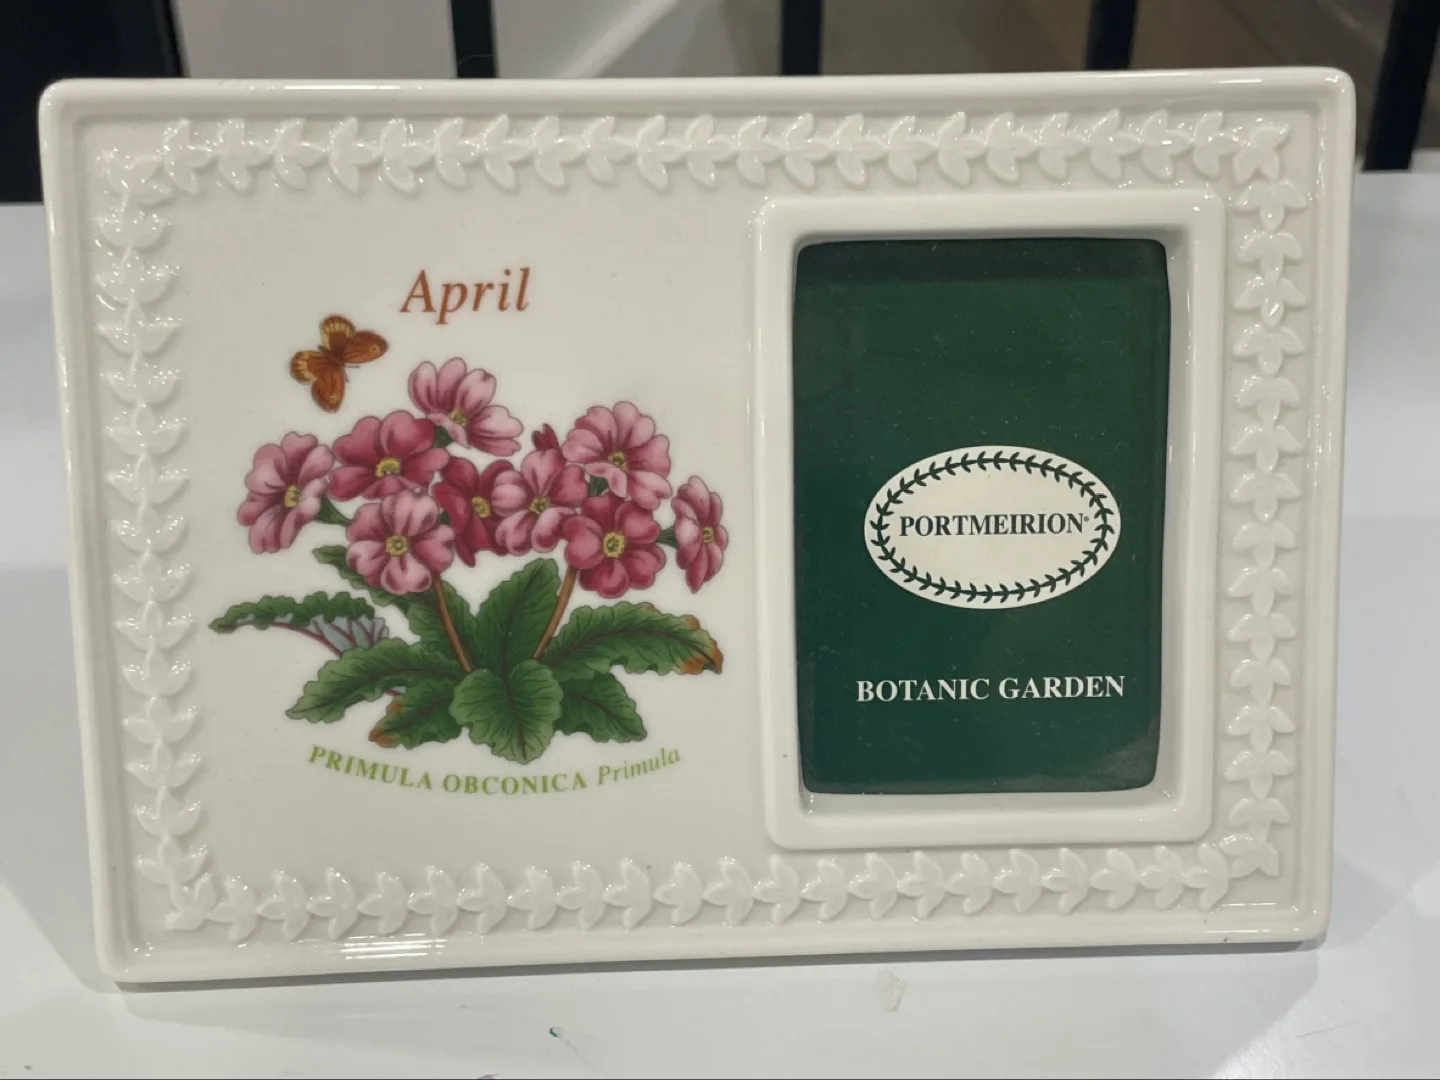 April
PRIMULA OBCONICA Primula
PORTMEIRION®
BOTANIC GARDEN